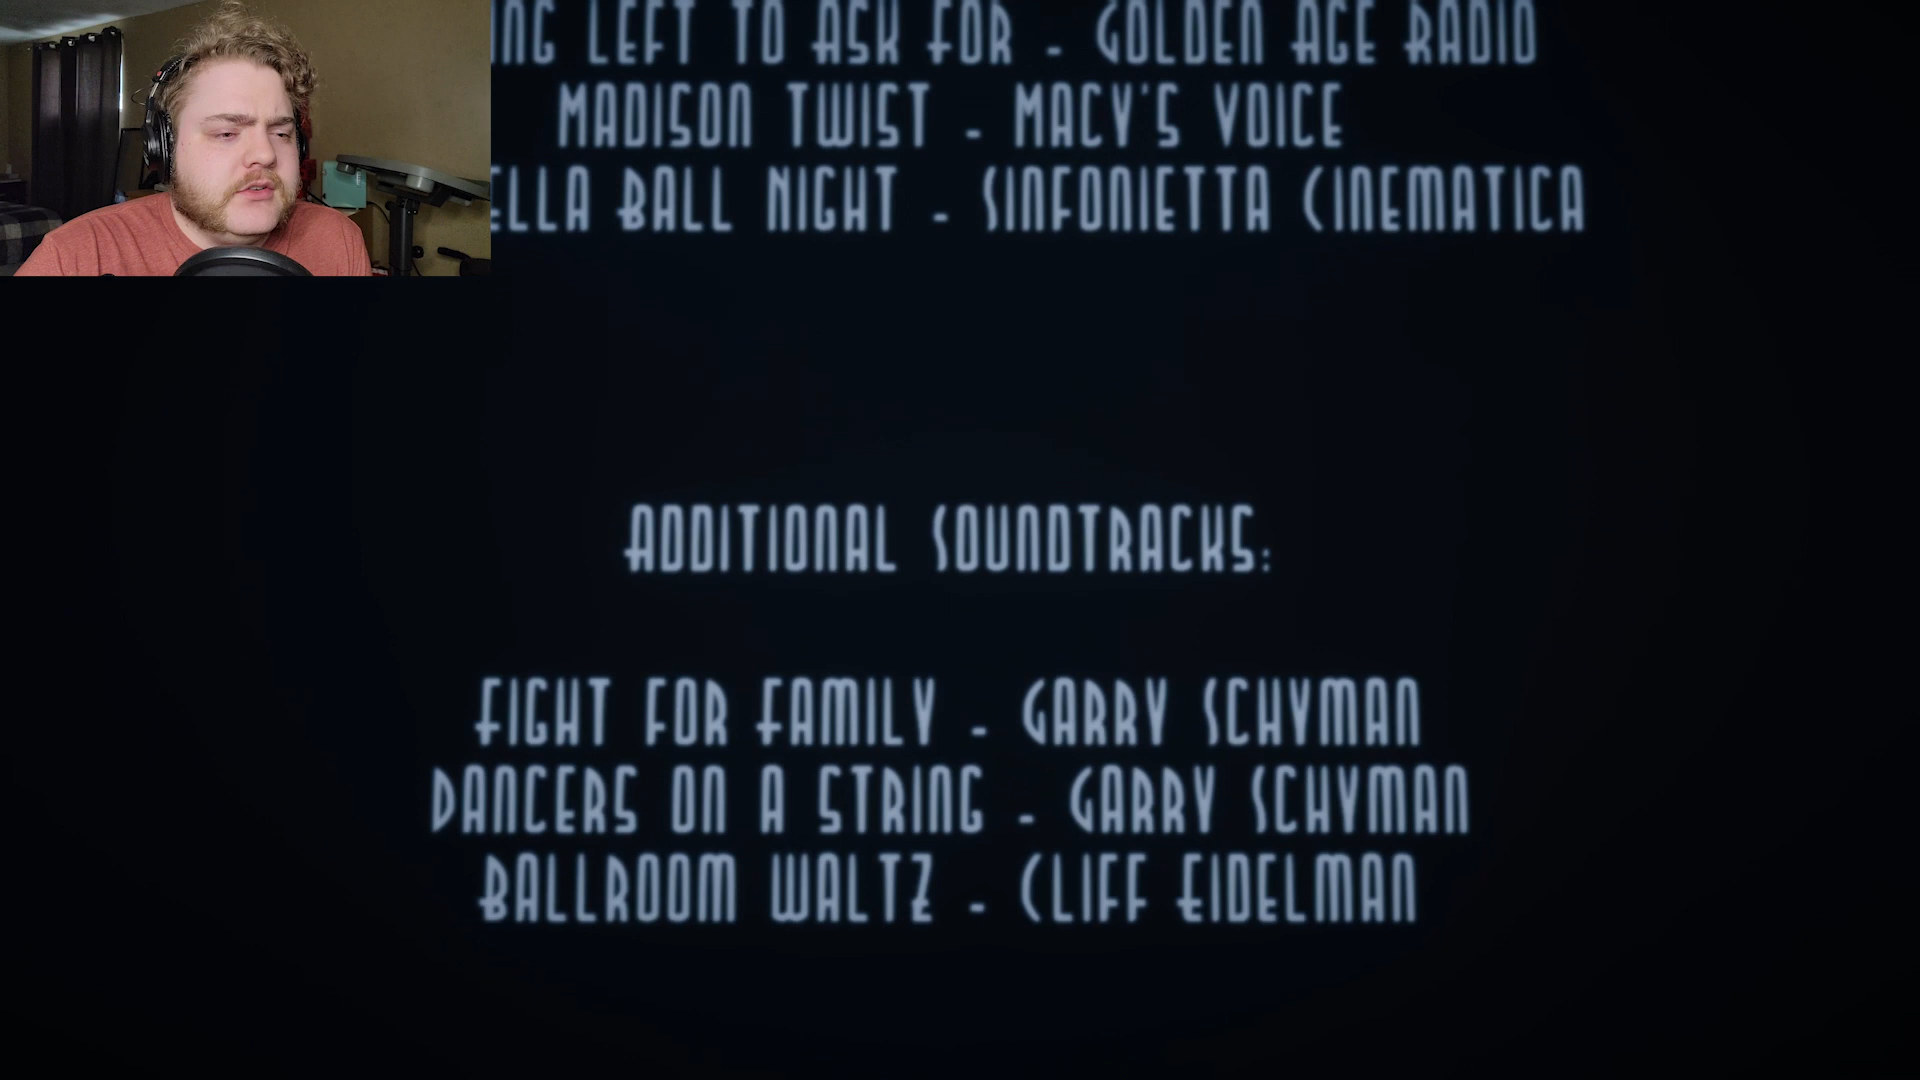 LEFT TO ASK FOR - GOLDEN AGE RADIO
MADISON TWIST - MACY'S VOICE
BALL NIGHT - SINFONIETTA CINEMATICA
ADDITIONAL SOUNDTRACKS:
FIGHT FOR FAMILY - GARRY SCHYMAN
DANCERS ON A STRING - GARRY SCHYMAN
BALLROOM WALTZ - CLIFF EIDELMAN